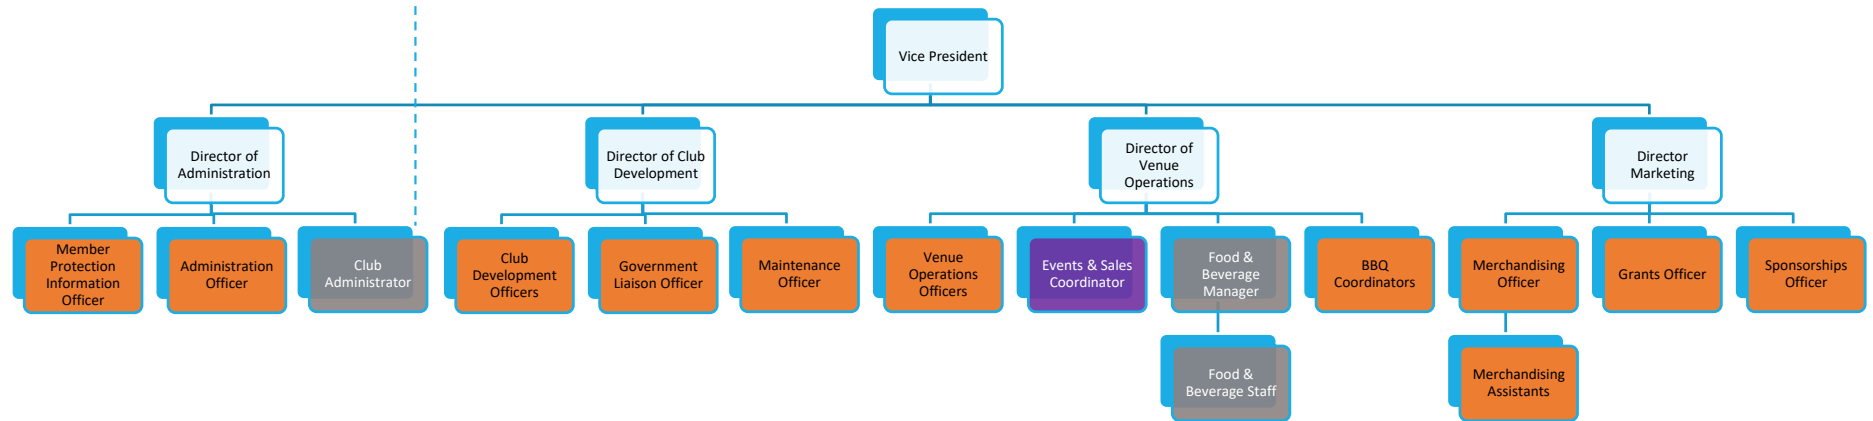 Vice President
Director of
Administration
Director of Club
Development
Director of
Venue
Operations
Director
Marketing
Member
Protection
Information
Officer
Administration
Officer
Club
Administrator
Club
Development
Officers
Government
Liaison Officer
Maintenance
Officer
Venue
Operations
Officers
Events & Sales
Coordinator
Food &
Beverage
Manager
BBQ
Coordinators
Merchandising
Officer
Grants Officer
Sponsorships
Officer
Food &
Beverage Staff
Merchandising
Assistants